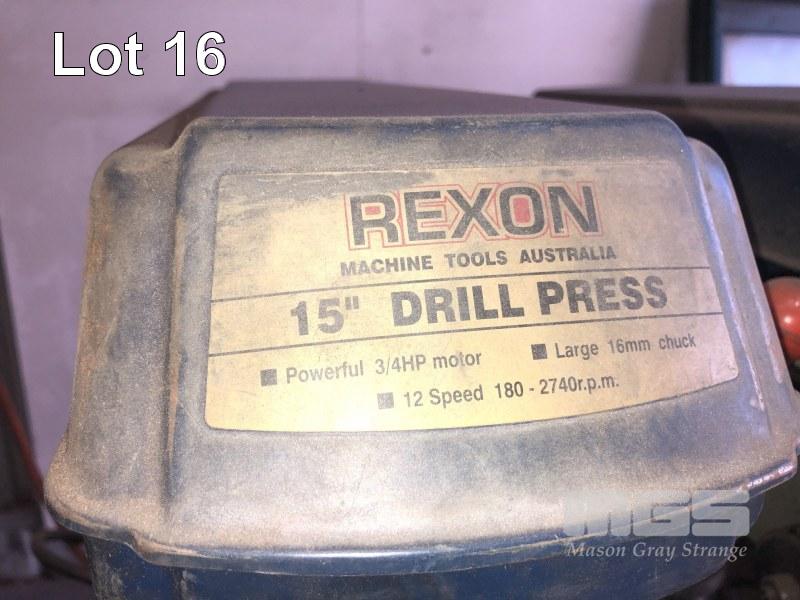 Lot 16
REXON
MACHINE TOOLS AUSTRALIA
15" DRILL PRESS
■ Powerful 3/4HP motor ■ Large 16mm chuck
■ 12 Speed 180 - 2740r.p.m.
MGS
Mason Gray Strange